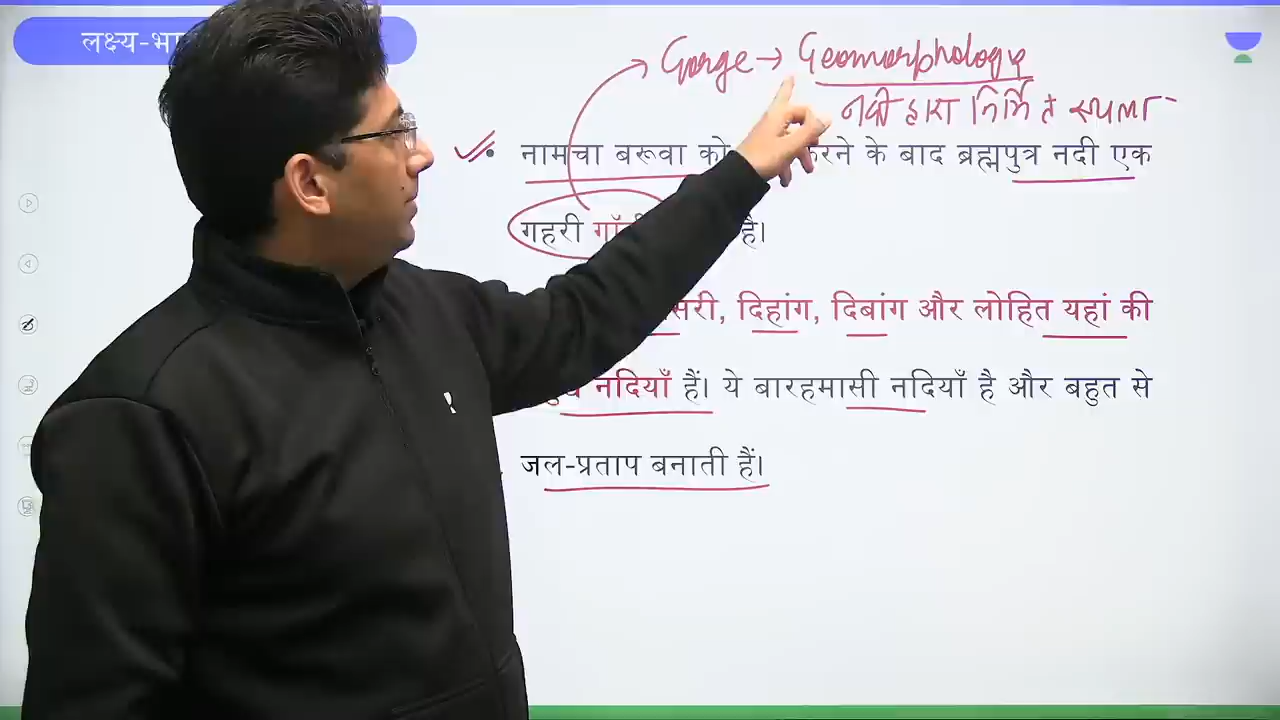 लक्ष्य-भा
Gorge → Geomorphology
नदी द्वारा निर्मित स्थला
नामचा बरूवा को रने के बाद ब्रह्मपुत्र नदी एक
गहरी गॉ है।
सरी, दिहांग, दिबांग और लोहित यहां की
नदियाँ हैं। ये बारहमासी नदियाँ है और बहुत से
जल-प्रताप बनाती हैं।